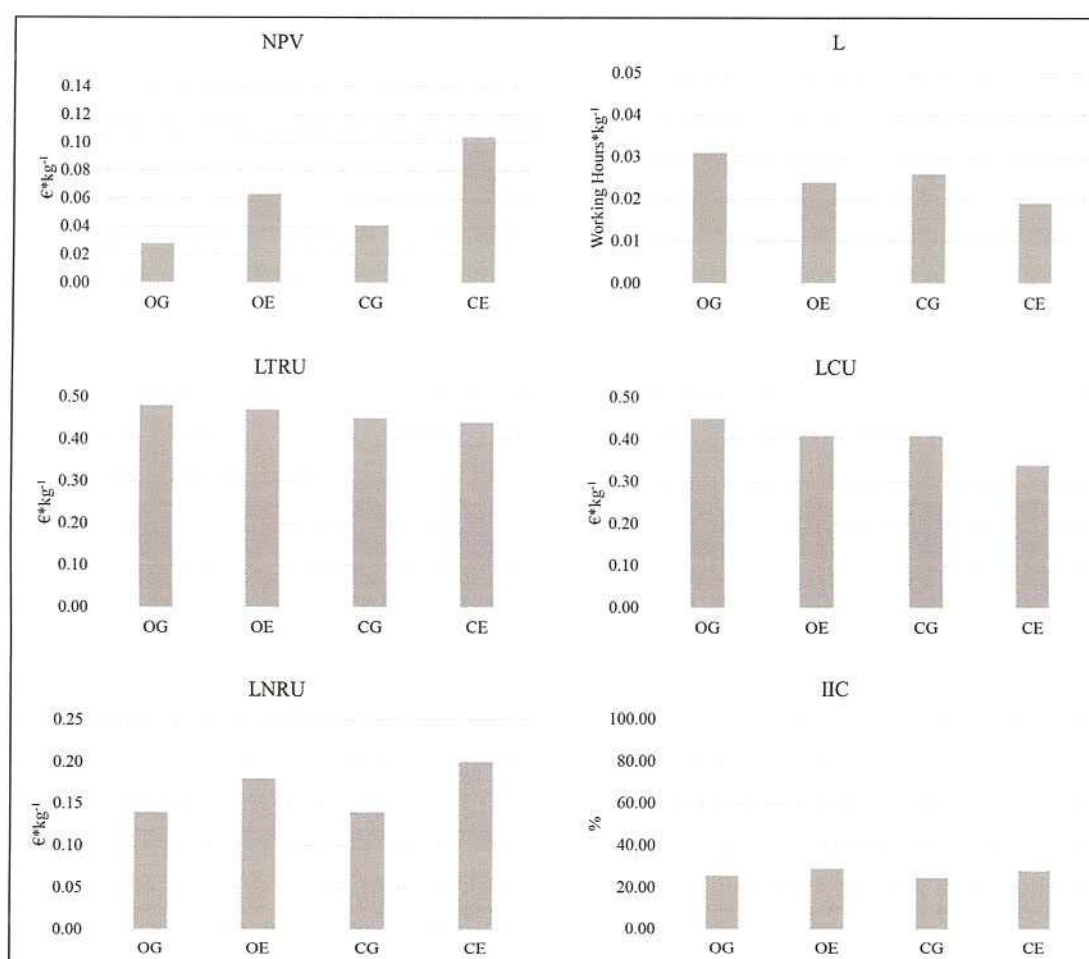 NPV
€*kg-1
0.14
0.12
0.10
0.08
0.06
0.04
0.02
0.00
OG OE CG CE
L
Working Hours*kg-1
0.05
0.04
0.03
0.02
0.01
0.00
OG OE CG CE
LTRU
€*kg-1
0.50
0.40
0.30
0.20
0.10
0.00
OG OE CG CE
LCU
€*kg-1
0.50
0.40
0.30
0.20
0.10
0.00
OG OE CG CE
LNRU
€*kg-1
0.25
0.20
0.15
0.10
0.05
0.00
OG OE CG CE
IIC
%
100.00
80.00
60.00
40.00
20.00
0.00
OG OE CG CE